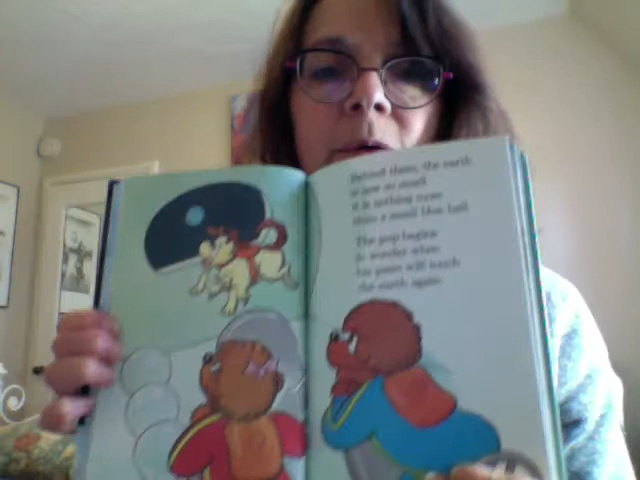 Behind them, the earth
is now so small
it is nothing more
than a small blue ball.
The pup begins
to wonder when
his paws will touch
the earth again.